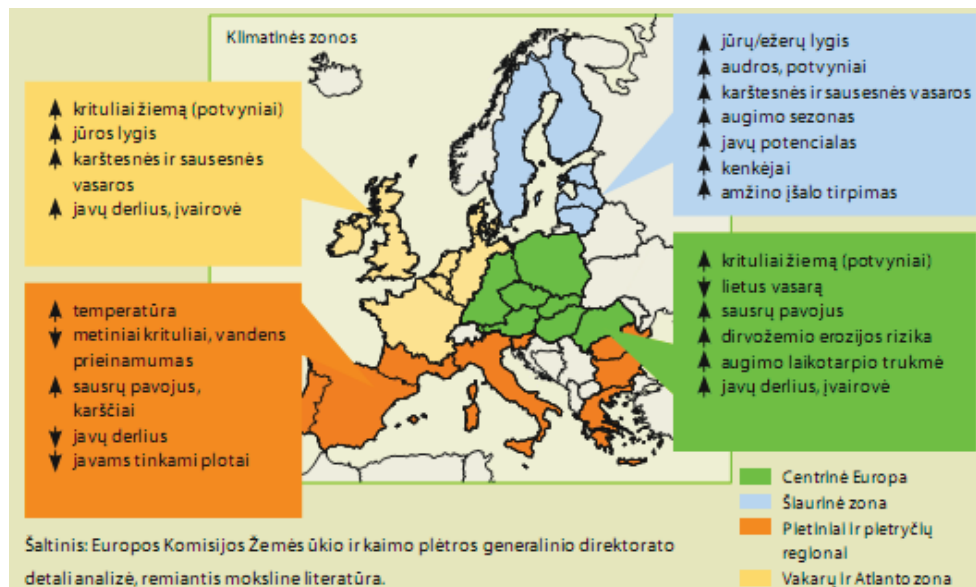 Klimatinės zonos
krituliai žiemą (potvyniai)
jūros lygis
karštesnės ir sausesnės
vasaros
javų derlius, įvairovė
jūrų/ežerų lygis
audros, potvyniai
karštesnės ir sausesnės vasaros
augimo sezonas
javų potencialas
kenkėjai
amžino įšalo tirpimas
temperatūra
metiniai krituliai, vandens
prieinamumas
sausrų pavojus,
karščiai
javų derlius
javams tinkami plotai
krituliai žiemą (potvyniai)
lietus vasarą
sausrų pavojus
dirvožemio erozijos rizika
augimo laikotarpio trukmė
javų derlius, įvairovė
Centrinė Europa
Šiaurinė zona
Pietiniai ir pietryčių
regionai
Vakarų ir Atlanto zona
Šaltinis: Europos Komisijos Žemės ūkio ir kaimo plėtros generalinio direktorato
detali analizė, remiantis moksline literatūra.